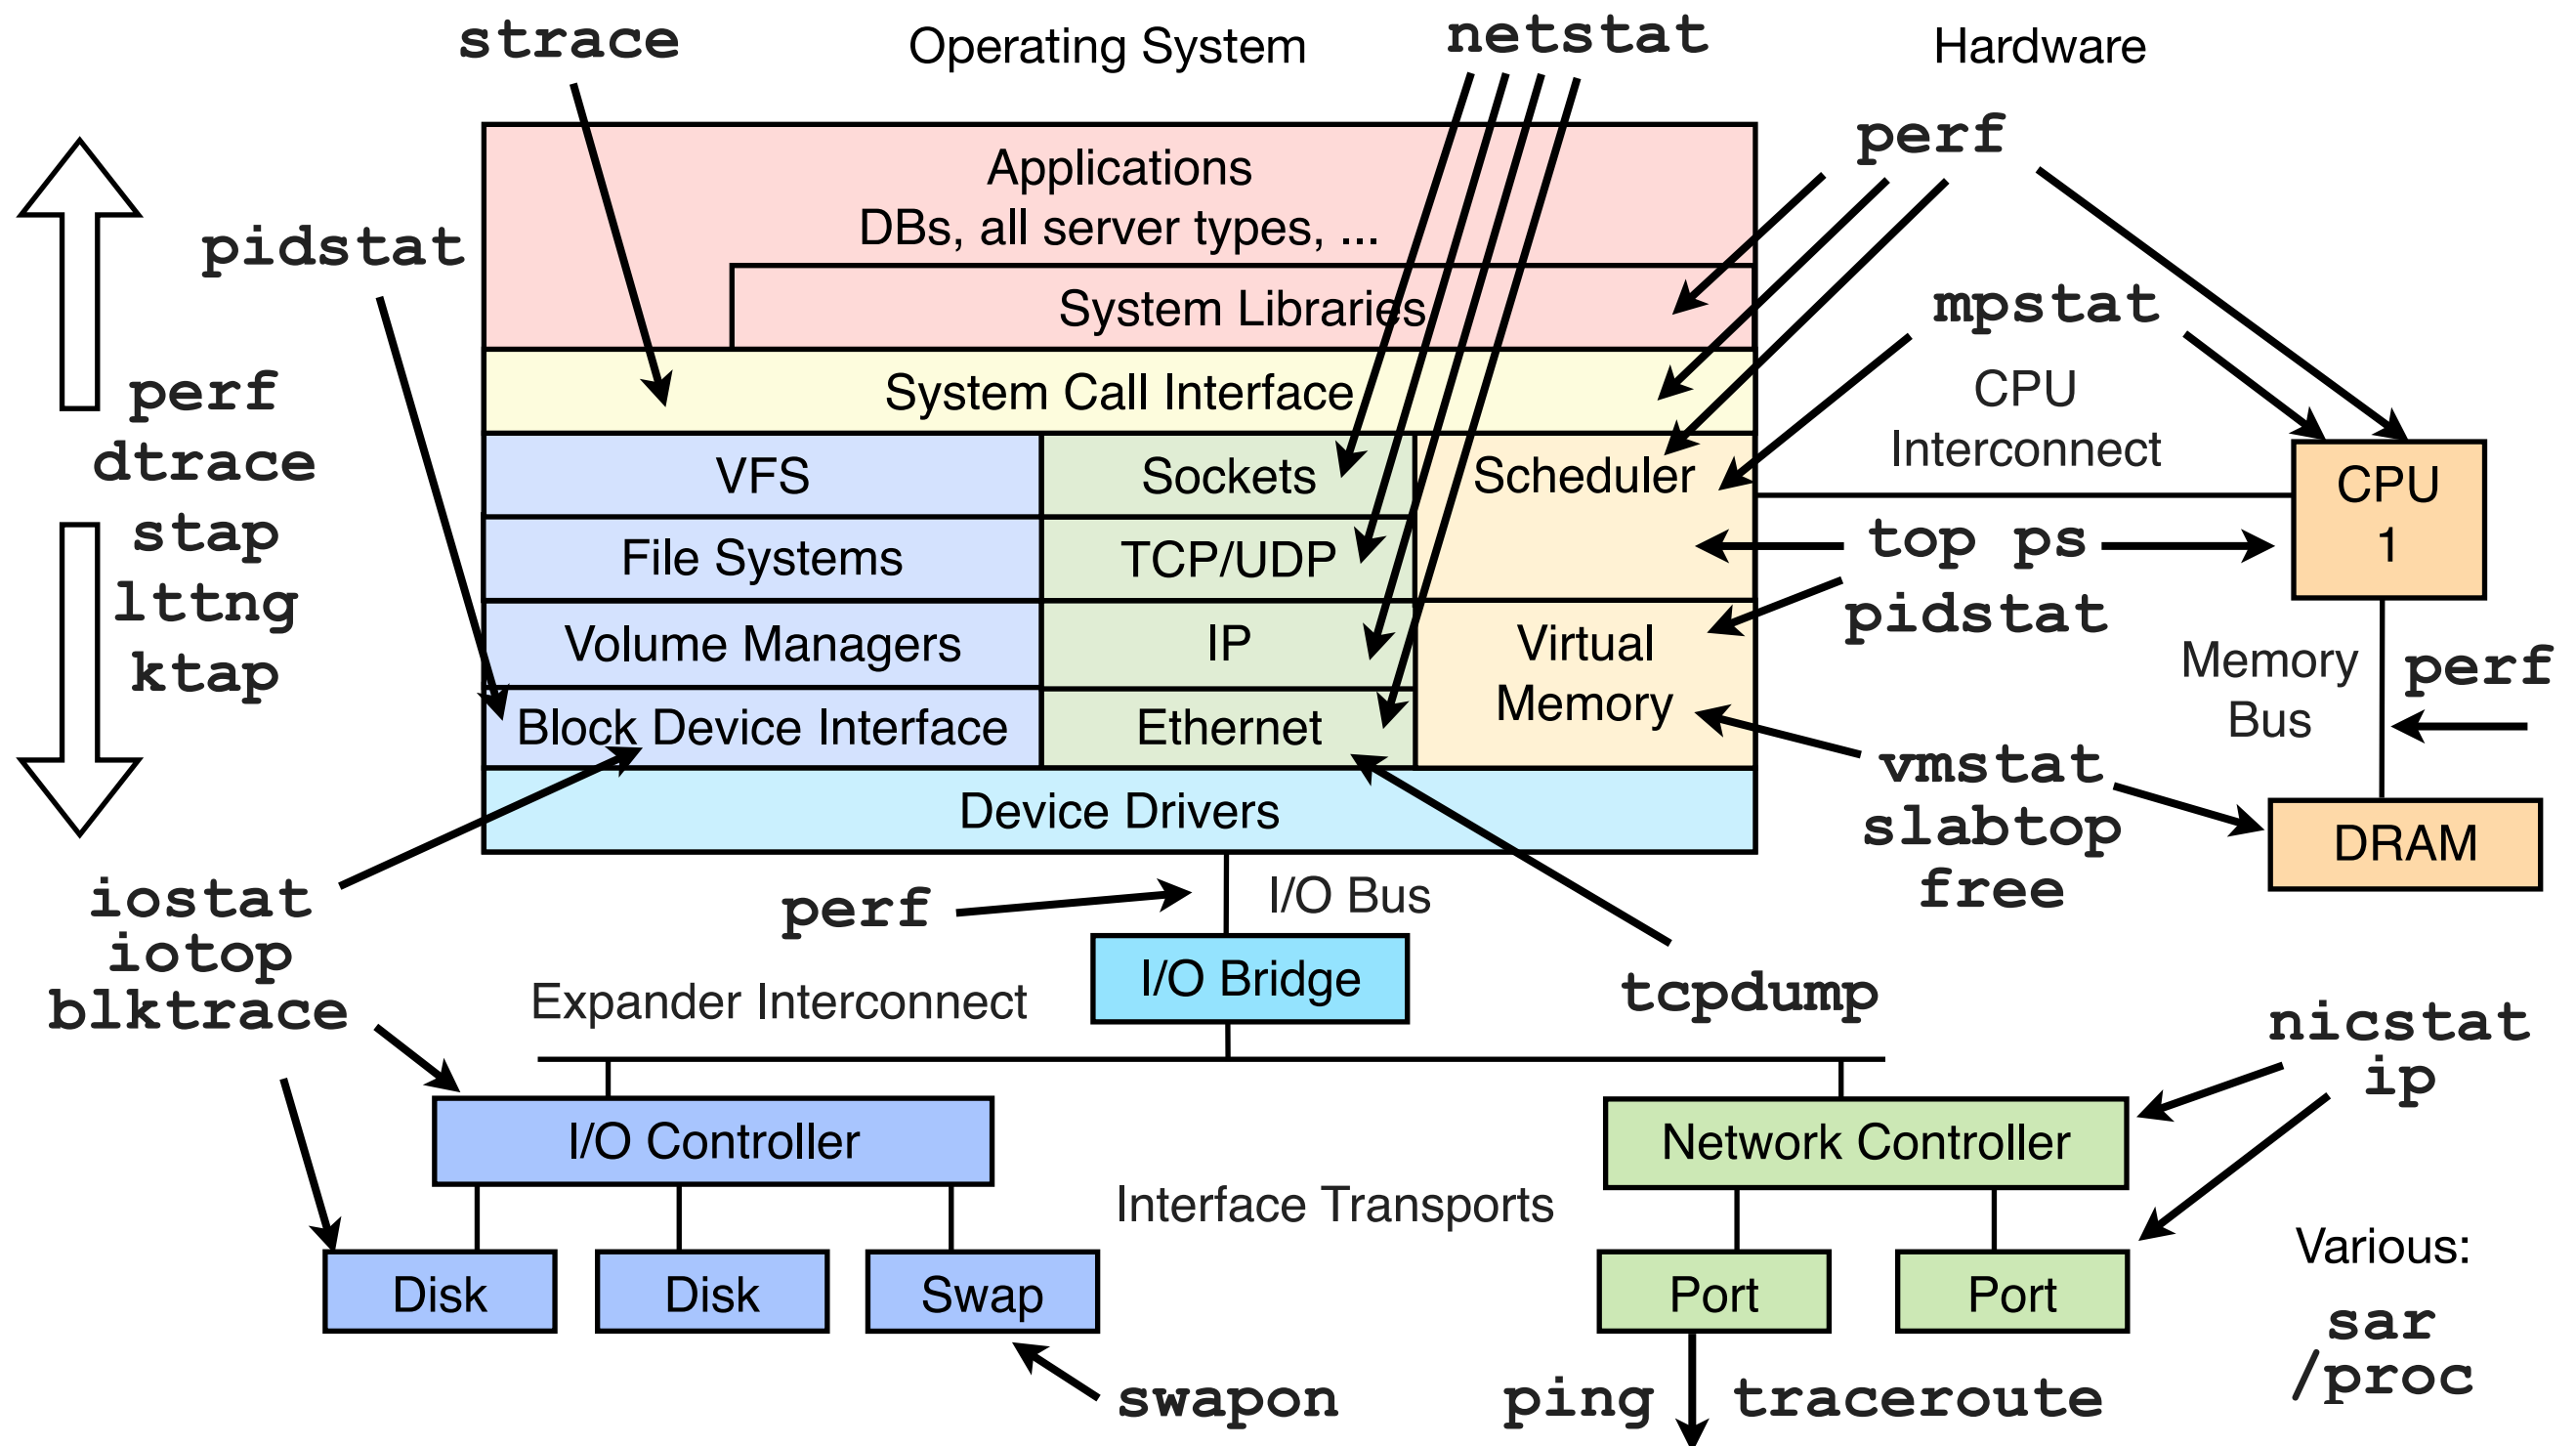 strace
Operating System
netstat
Hardware
perf
Applications
DBs, all server types, ...
pidstat
System Libraries
mpstat
perf
dtrace
stap
lttng
ktap
System Call Interface
CPU
Interconnect
VFS
Sockets
Scheduler
CPU
1
File Systems
TCP/UDP
top ps
pidstat
Volume Managers
IP
Virtual
Memory
Memory
Bus
perf
Block Device Interface
Ethernet
vmstat
slabtop
free
Device Drivers
DRAM
iostat
iotop
blktrace
perf
I/O Bus
I/O Bridge
Expander Interconnect
tcpdump
nicstat
ip
I/O Controller
Network Controller
Interface Transports
Various:
Disk
Disk
Swap
Port
Port
sar
/proc
swapon
ping
traceroute